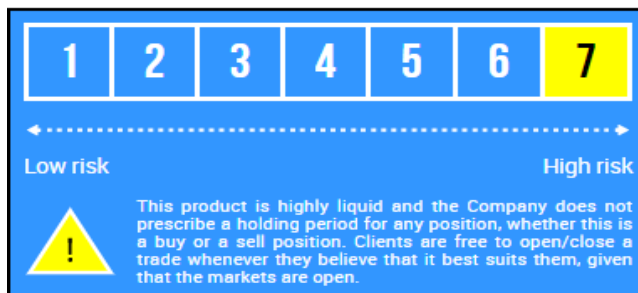 1 2 3 4 5 6 7
Low risk High risk
This product is highly liquid and the Company does not
prescribe a holding period for any position, whether this is
a buy or a sell position. Clients are free to open/close a
trade whenever they believe that it best suits them, given
that the markets are open.
!